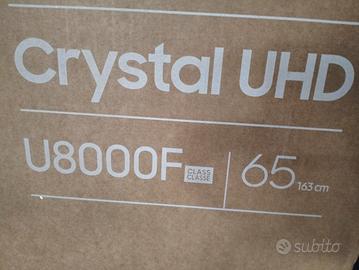 Crystal UHD
U8000F CLASS CLASSE 65 163 cm
subito